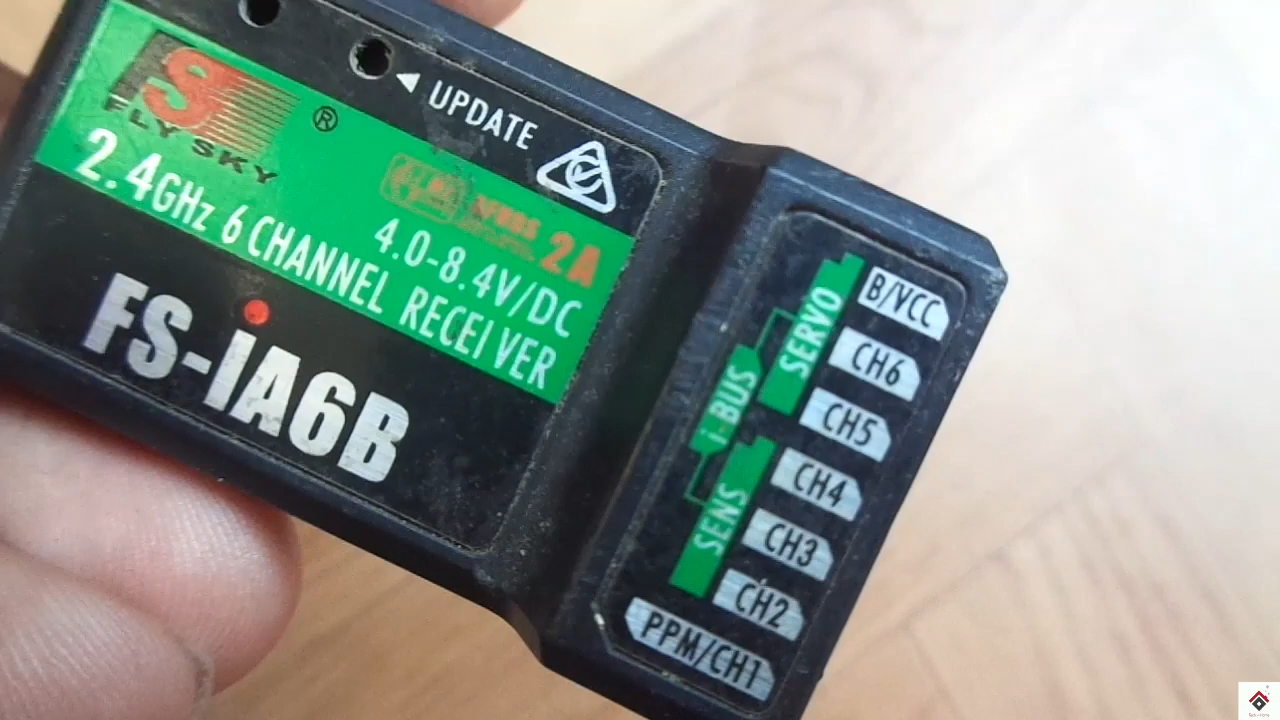 UPDATE
FS
®
FLY SKY
2A
4.0-8.4V/DC
2.4GHz 6 CHANNEL RECEIVER
FS-iA6B
B/VCC
CH6
CH5
CH4
CH3
CH2
PPM/CH1
SERVO
i-BUS
SENS